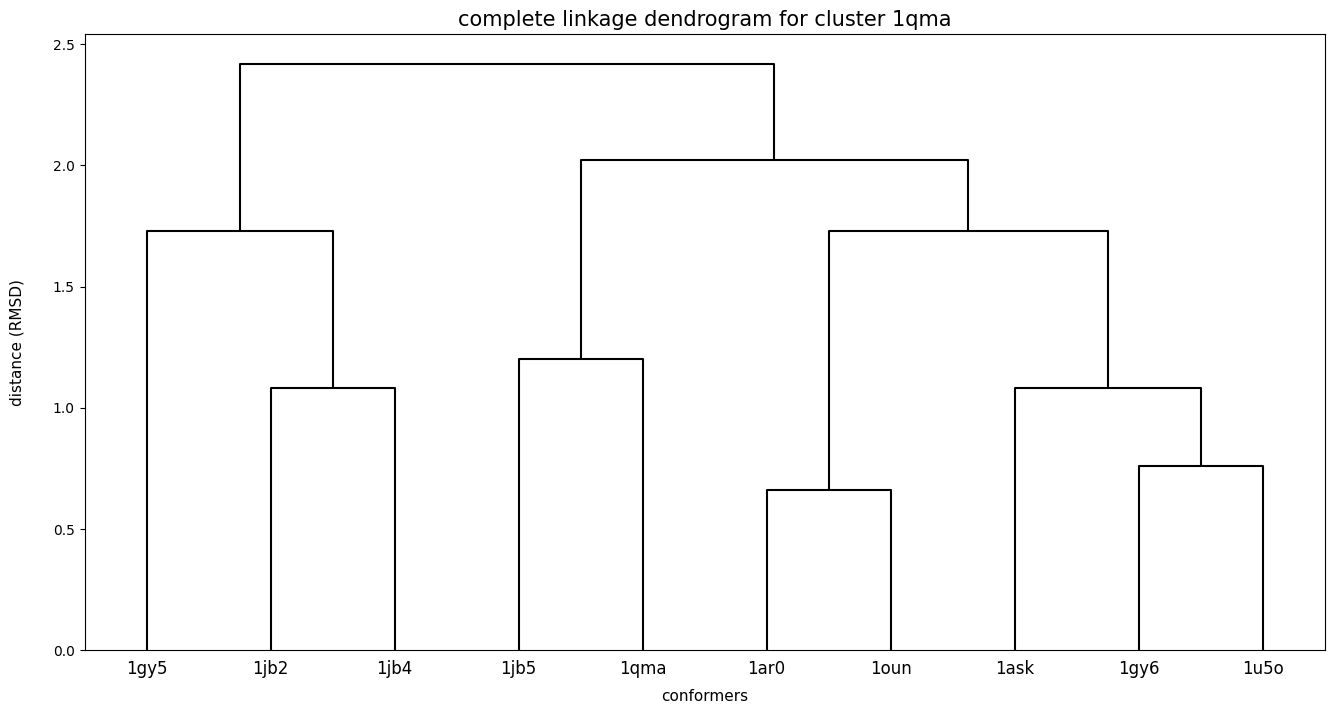 complete linkage dendrogram for cluster 1qma
2.5
2.0
1.5
1.0
0.5
0.0
distance (RMSD)
1gy5 1jb2 1jb4 1jb5 1qma 1ar0 1oun 1ask 1gy6 1u5o
conformers